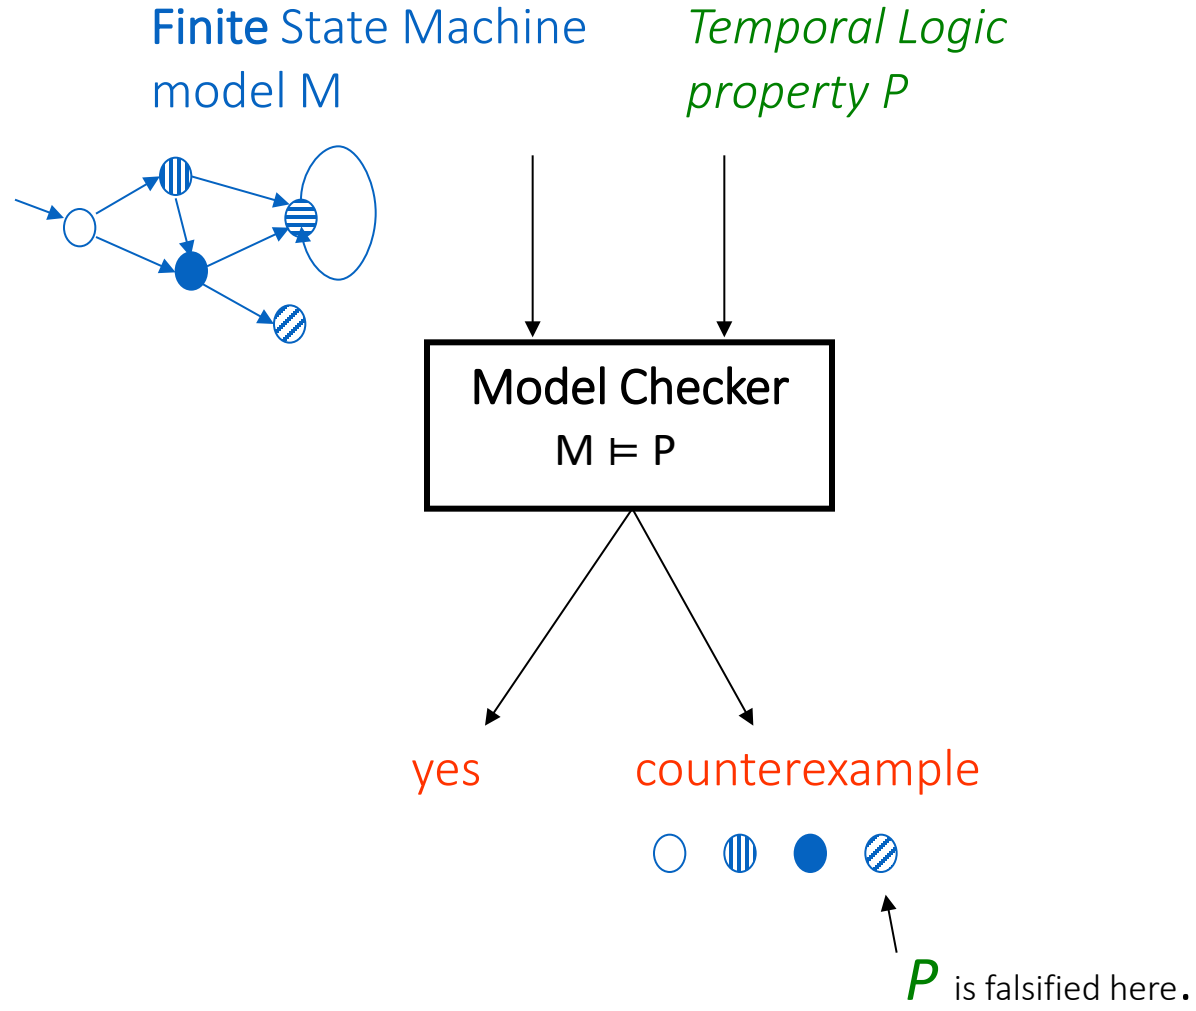 Finite State Machine
model M
Temporal Logic
property P
Model Checker
M ⊨ P
yes
counterexample
P is falsified here.